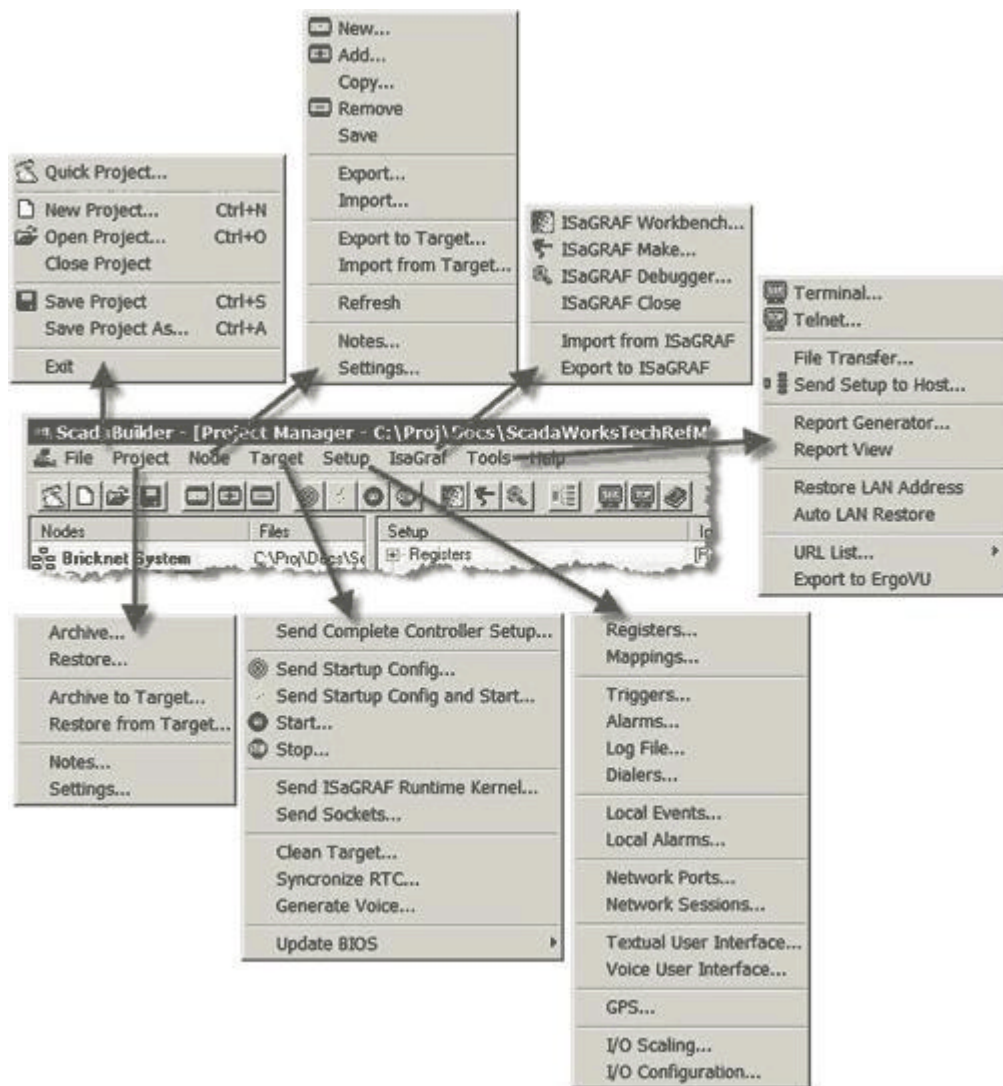 New...
Add...
Copy...
Remove
Save
Export...
Import...
Export to Target...
Import from Target...
Refresh
Notes...
Settings...
Quick Project...
New Project... Ctrl+N
Open Project... Ctrl+O
Close Project
Save Project Ctrl+S
Save Project As... Ctrl+A
Exit
ISaGRAF Workbench...
ISaGRAF Make...
ISaGRAF Debugger...
ISaGRAF Close
Import from ISaGRAF
Export to ISaGRAF
Terminal...
Telnet...
File Transfer...
Send Setup to Host...
Report Generator...
Report View
Restore LAN Address
Auto LAN Restore
URL List...
Export to ErgoVU
ScadaBuilder - [Project Manager - C:\Proj\Docs\ScadaWorksTechRefM
File Project Node Target Setup IsaGraf Tools Help
Nodes Files Setup
Bricknet System C:\Proj\Docs\Sc Registers
Archive...
Restore...
Archive to Target...
Restore from Target...
Notes...
Settings...
Send Complete Controller Setup...
Send Startup Config...
Send Startup Config and Start...
Start...
Stop...
Send ISaGRAF Runtime Kernel...
Send Sockets...
Clean Target...
Syncronize RTC...
Generate Voice...
Update BIOS
Registers...
Mappings...
Triggers...
Alarms...
Log File...
Dialers...
Local Events...
Local Alarms...
Network Ports...
Network Sessions...
Textual User Interface...
Voice User Interface...
GPS...
I/O Scaling...
I/O Configuration...